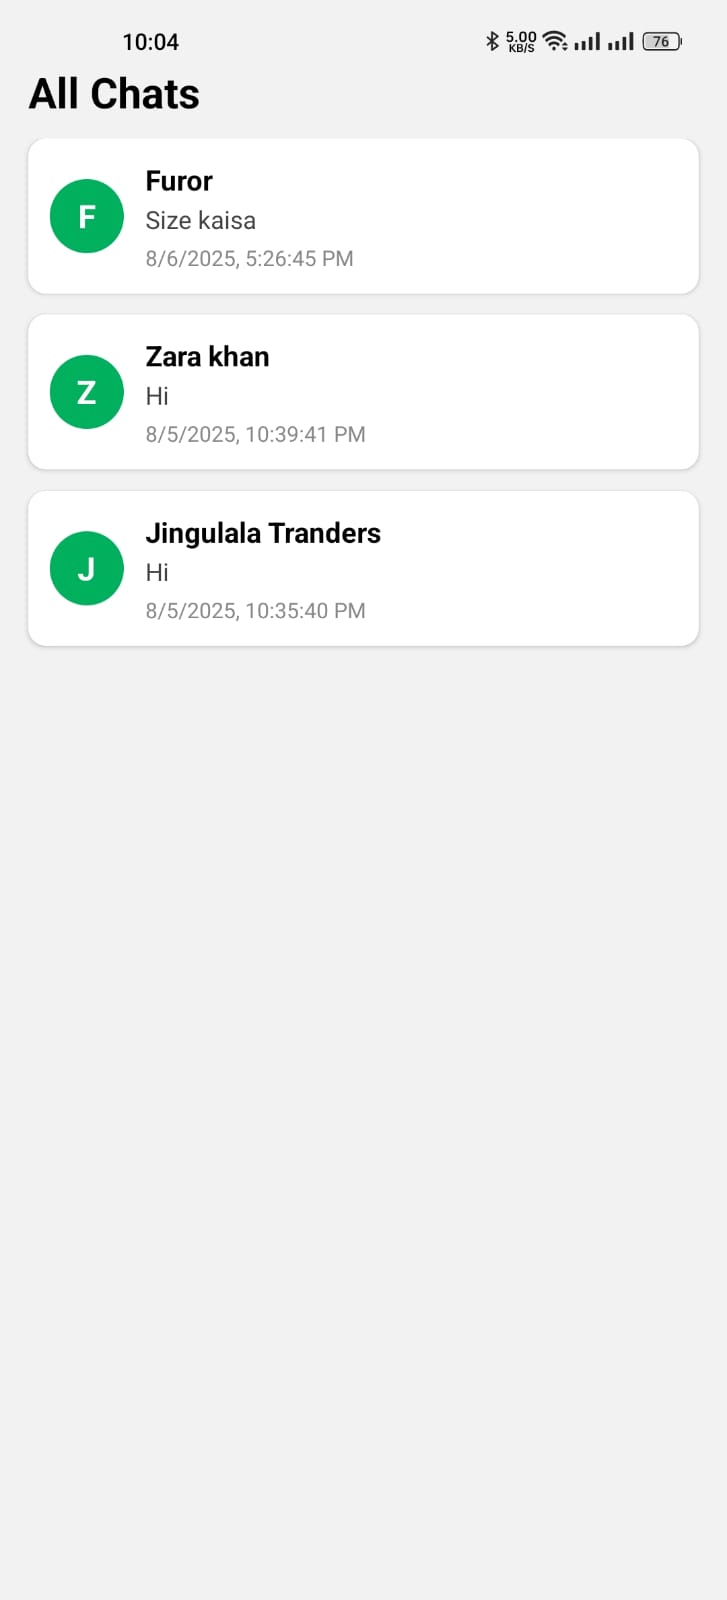 10:04
5.00
KB/S
76
All Chats
F
Furor
Size kaisa
8/6/2025, 5:26:45 PM
Z
Zara khan
Hi
8/5/2025, 10:39:41 PM
J
Jingulala Tranders
Hi
8/5/2025, 10:35:40 PM